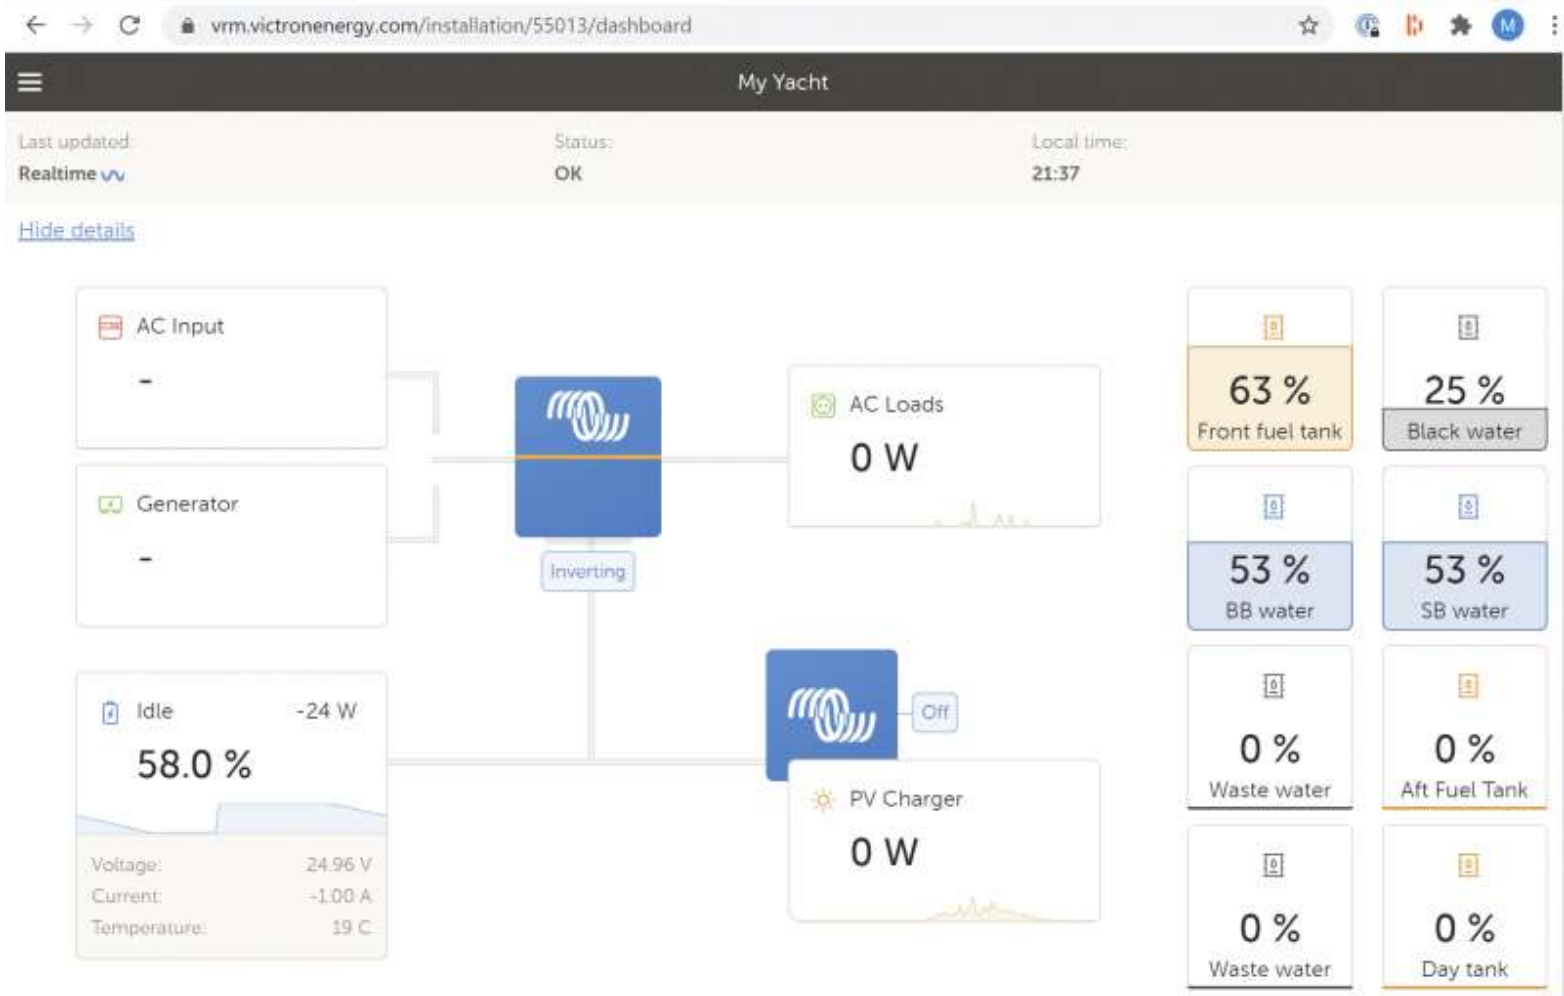 vrm.victronenergy.com/installation/55013/dashboard
M
My Yacht
Last updated:
Realtime
Status:
OK
Local time:
21:37
Hide details
AC Input
-
Generator
-
Inverting
AC Loads
0 W
Idle -24 W
58.0 %
Voltage: 24.96 V
Current: -1.00 A
Temperature: 19 C
Off
PV Charger
0 W
63 %
Front fuel tank
25 %
Black water
53 %
BB water
53 %
SB water
0 %
Waste water
0 %
Aft Fuel Tank
0 %
Waste water
0 %
Day tank